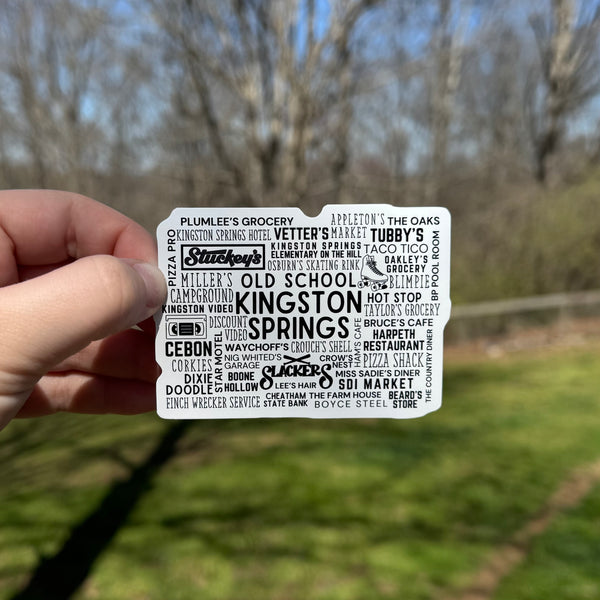 PLUMLEE'S GROCERY
APPLETON'S
THE OAKS
KINGSTON SPRINGS HOTEL
VETTER'S
MARKET
TUBBY'S
PIZZA PRO
Stuckey's
KINGSTON SPRINGS
ELEMENTARY ON THE HILL
TACO TICO
OSBURN'S SKATING RINK
OAKLEY'S
GROCERY
BP POOL ROOM
MILLER'S
CAMPGROUND
OLD SCHOOL
KINGSTON
SPRINGS
BLIMPIE
HOT STOP
KINGSTON VIDEO
TAYLOR'S GROCERY
DISCOUNT
VIDEO
BRUCE'S CAFE
HAM'S CAFE
HARPETH
RESTAURANT
CEBON
STAR MOTEL
WAYCHOFF'S
CROUCH'S SHELL
NIG WHITED'S
GARAGE
CROW'S
NEST
PIZZA SHACK
THE COUNTRY DINER
CORKIES
SLACKERS
MISS SADIE'S DINER
DIXIE
DOODLE
BOONE
HOLLOW
LEE'S HAIR
SDI MARKET
FINCH WRECKER SERVICE
CHEATHAM
STATE BANK
THE FARM HOUSE
BOYCE STEEL
BEARD'S
STORE